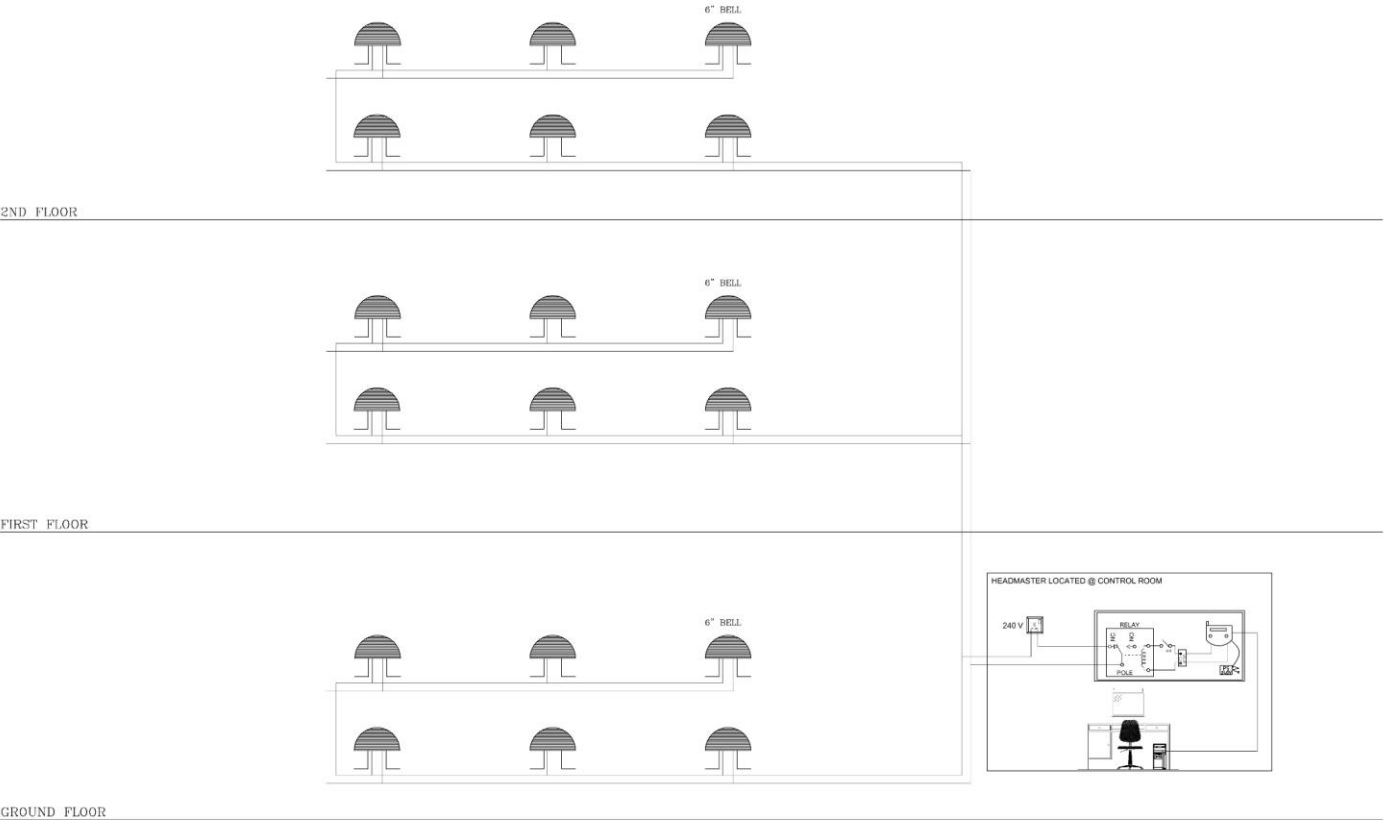 6" BELL
2ND FLOOR
6" BELL
FIRST FLOOR
HEADMASTER LOCATED @ CONTROL ROOM
240 V
RELAY
NC
NO
POLE
6" BELL
GROUND FLOOR